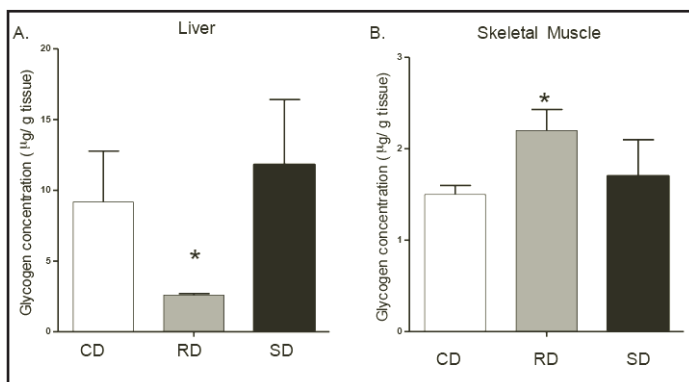 A.
Liver
Glycogen concentration ( µg/ g tissue)
20
15
10
5
0
CD
RD
*
SD
B.
Skeletal Muscle
Glycogen concentration ( µg/ g tissue)
3
2
1
0
CD
RD
*
SD